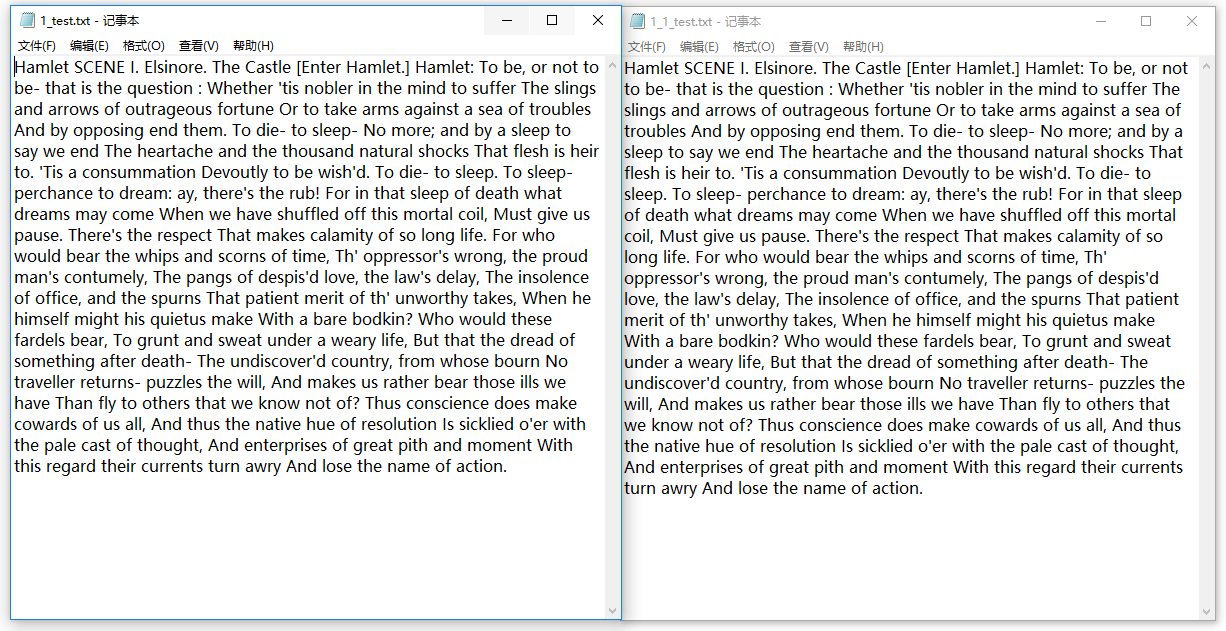 1_test.txt - 记事本
文件(F) 编辑(E) 格式(O) 查看(V) 帮助(H)
Hamlet SCENE I. Elsinore. The Castle [Enter Hamlet.] Hamlet: To be, or not to
be- that is the question : Whether 'tis nobler in the mind to suffer The slings
and arrows of outrageous fortune Or to take arms against a sea of troubles
And by opposing end them. To die- to sleep- No more; and by a sleep to
say we end The heartache and the thousand natural shocks That flesh is heir
to. 'Tis a consummation Devoutly to be wish'd. To die- to sleep. To sleep-
perchance to dream: ay, there's the rub! For in that sleep of death what
dreams may come When we have shuffled off this mortal coil, Must give us
pause. There's the respect That makes calamity of so long life. For who
would bear the whips and scorns of time, Th' oppressor's wrong, the proud
man's contumely, The pangs of despis'd love, the law's delay, The insolence
of office, and the spurns That patient merit of th' unworthy takes, When he
himself might his quietus make With a bare bodkin? Who would these
fardels bear, To grunt and sweat under a weary life, But that the dread of
something after death- The undiscover'd country, from whose bourn No
traveller returns- puzzles the will, And makes us rather bear those ills we
have Than fly to others that we know not of? Thus conscience does make
cowards of us all, And thus the native hue of resolution Is sicklied o'er with
the pale cast of thought, And enterprises of great pith and moment With
this regard their currents turn awry And lose the name of action.
1_1_test.txt - 记事本
文件(F) 编辑(E) 格式(O) 查看(V) 帮助(H)
Hamlet SCENE I. Elsinore. The Castle [Enter Hamlet.] Hamlet: To be, or not
to be- that is the question : Whether 'tis nobler in the mind to suffer The
slings and arrows of outrageous fortune Or to take arms against a sea of
troubles And by opposing end them. To die- to sleep- No more; and by a
sleep to say we end The heartache and the thousand natural shocks That
flesh is heir to. 'Tis a consummation Devoutly to be wish'd. To die- to
sleep. To sleep- perchance to dream: ay, there's the rub! For in that sleep
of death what dreams may come When we have shuffled off this mortal
coil, Must give us pause. There's the respect That makes calamity of so
long life. For who would bear the whips and scorns of time, Th'
oppressor's wrong, the proud man's contumely, The pangs of despis'd
love, the law's delay, The insolence of office, and the spurns That patient
merit of th' unworthy takes, When he himself might his quietus make
With a bare bodkin? Who would these fardels bear, To grunt and sweat
under a weary life, But that the dread of something after death- The
undiscover'd country, from whose bourn No traveller returns- puzzles the
will, And makes us rather bear those ills we have Than fly to others that
we know not of? Thus conscience does make cowards of us all, And thus
the native hue of resolution Is sicklied o'er with the pale cast of thought,
And enterprises of great pith and moment With this regard their currents
turn awry And lose the name of action.